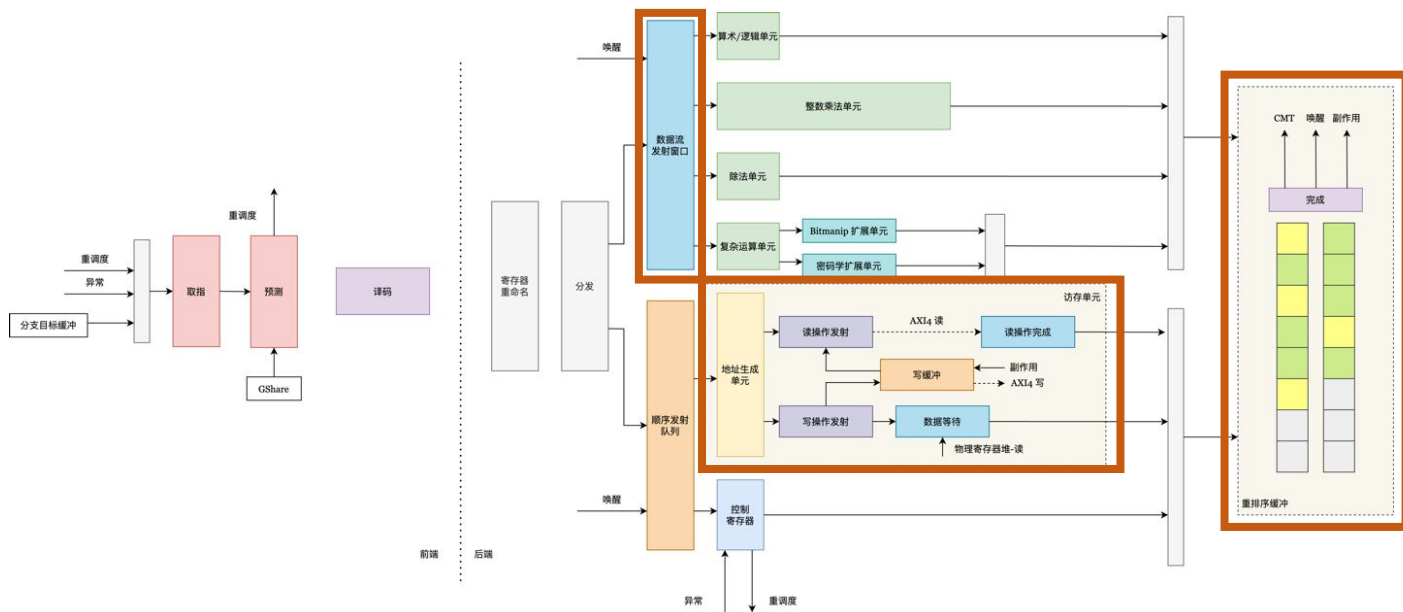 重调度
异常
分支目标缓冲
取指
重调度
预测
GShare
译码
前端
后端
寄存器
重命名
分发
唤醒
数据流
发射窗口
算术/逻辑单元
整数乘法单元
除法单元
复杂运算单元
Bitmanip 扩展单元
密码学扩展单元
唤醒
顺序发射
队列
访存单元
地址生成
单元
读操作发射
AXI4 读
读操作完成
写缓冲
副作用
AXI4 写
写操作发射
数据等待
物理寄存器堆-读
控制
寄存器
异常
重调度
CMT
唤醒
副作用
完成
重排序缓冲